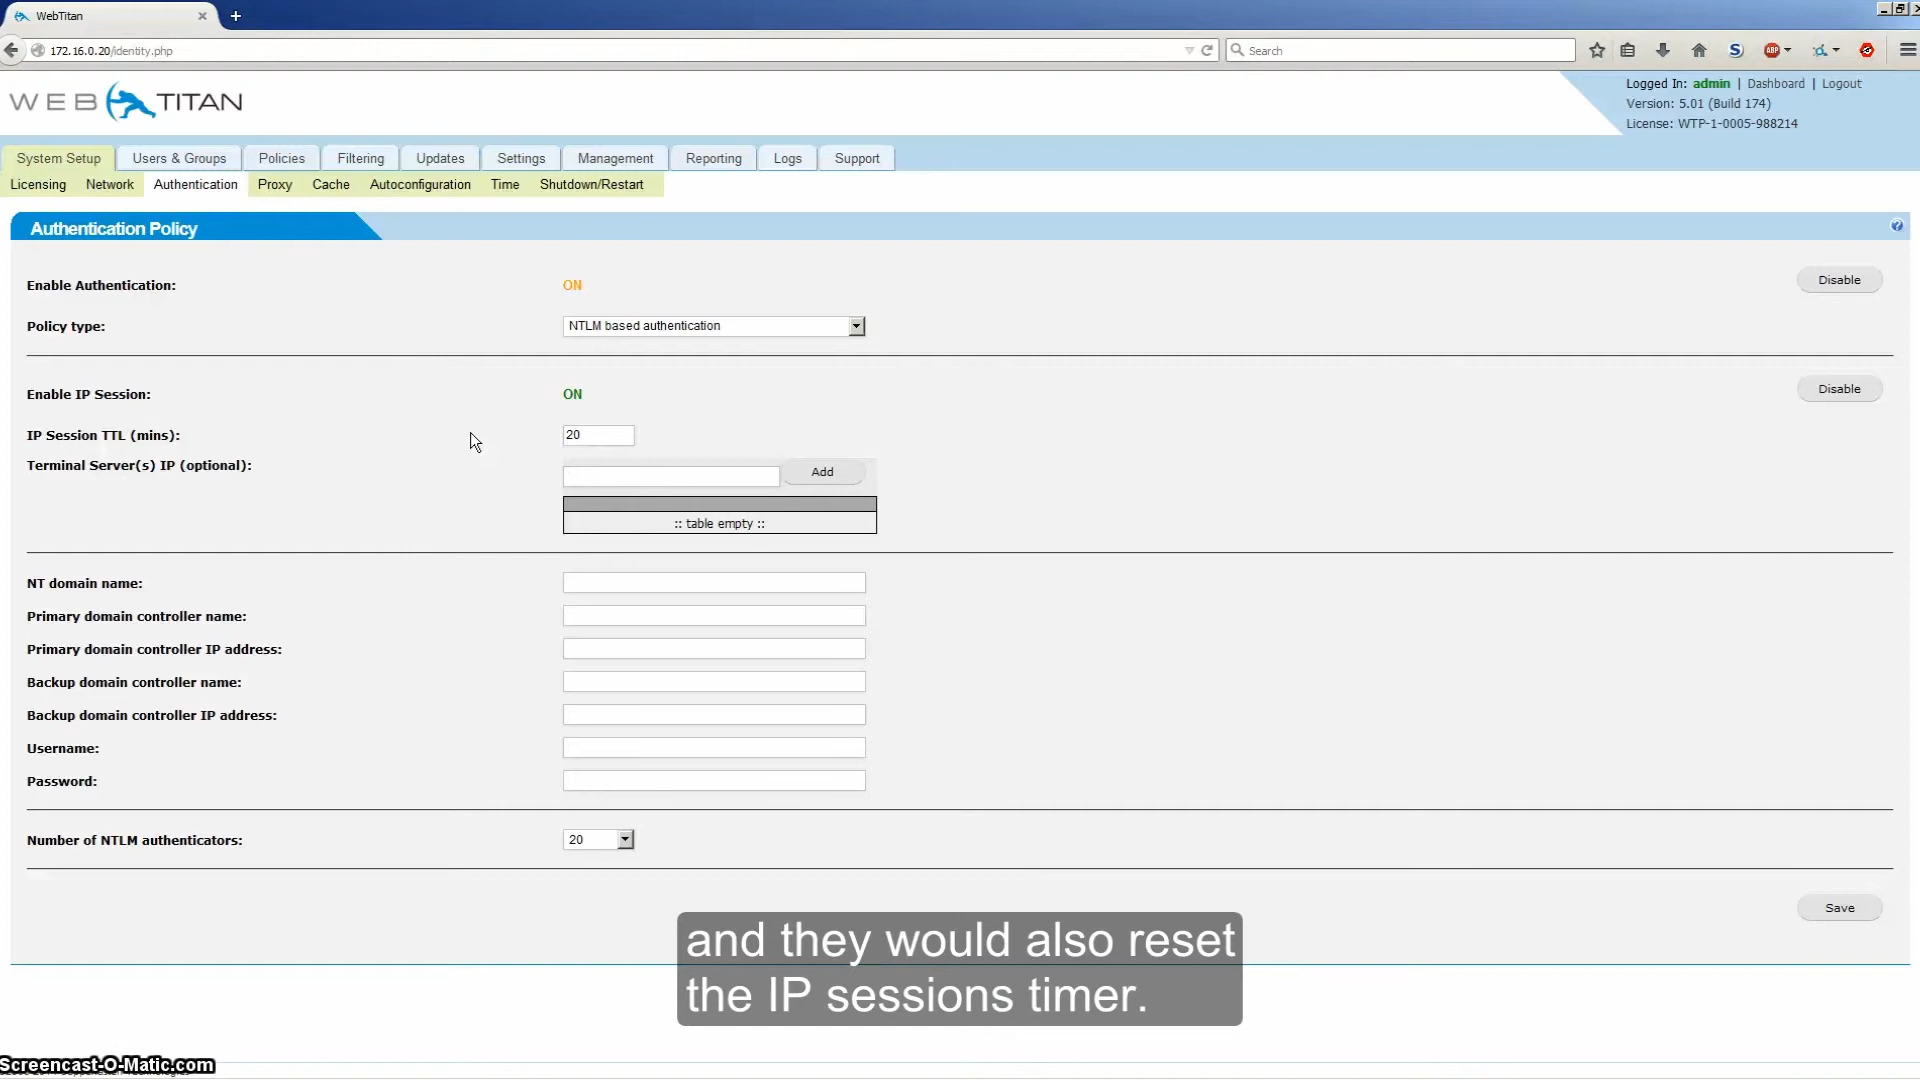 WebTitan
172.16.0.20/identity.php
Search
S
ABP
WEB TITAN
Logged In: admin | Dashboard | Logout
Version: 5.01 (Build 174)
License: WTP-1-0005-988214
System Setup Users & Groups Policies Filtering Updates Settings Management Reporting Logs Support
Licensing Network Authentication Proxy Cache Autoconfiguration Time Shutdown/Restart
Authentication Policy
?
Enable Authentication: ON Disable
Policy type: NTLM based authentication
Enable IP Session: ON Disable
IP Session TTL (mins): 20
Terminal Server(s) IP (optional): Add
:: table empty ::
NT domain name:
Primary domain controller name:
Primary domain controller IP address:
Backup domain controller name:
Backup domain controller IP address:
Username:
Password:
Number of NTLM authenticators: 20
Save
and they would also reset
the IP sessions timer.
Screencast-O-Matic.com